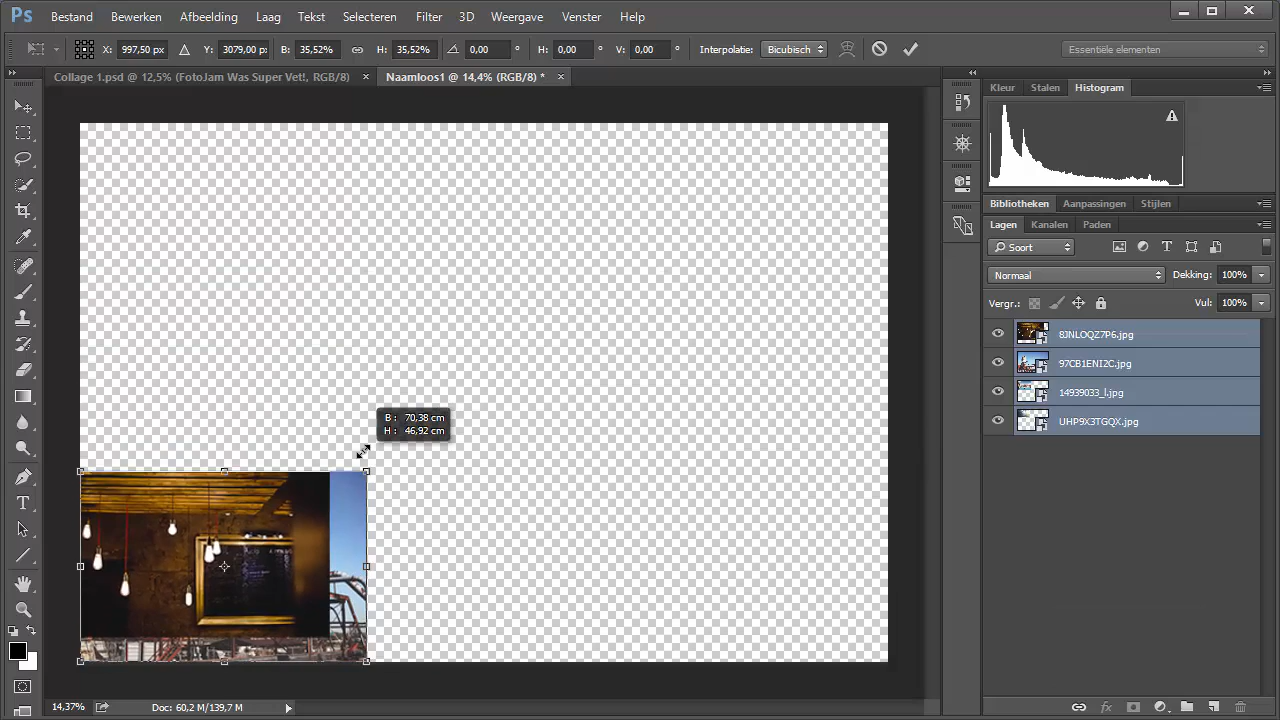 Ps Bestand Bewerken Afbeelding Laag Tekst Selecteren Filter 3D Weergave Venster Help
X: 997,50 px Y: 3079,00 px B: 35,52% H: 35,52% 0,00 ° H: 0,00 ° V: 0,00 ° Interpolatie: Bicubisch Essentiële elementen
Collage 1.psd @ 12,5% (FotoJam Was Super Vet!, RGB/8) × Naamloos1 @ 14,4% (RGB/8) * ×
Kleur Stalen Histogram
Bibliotheken Aanpassingen Stijlen
Lagen Kanalen Paden
Soort
Normaal Dekking: 100%
Vergr.: Vul: 100%
8JNLOQZ7P6.jpg
97CB1ENI2C.jpg
14939033_l.jpg
UHP9X3TGQX.jpg
B: 70.38 cm
H: 46,92 cm
14,37% Doc: 60,2 M/139,7 M